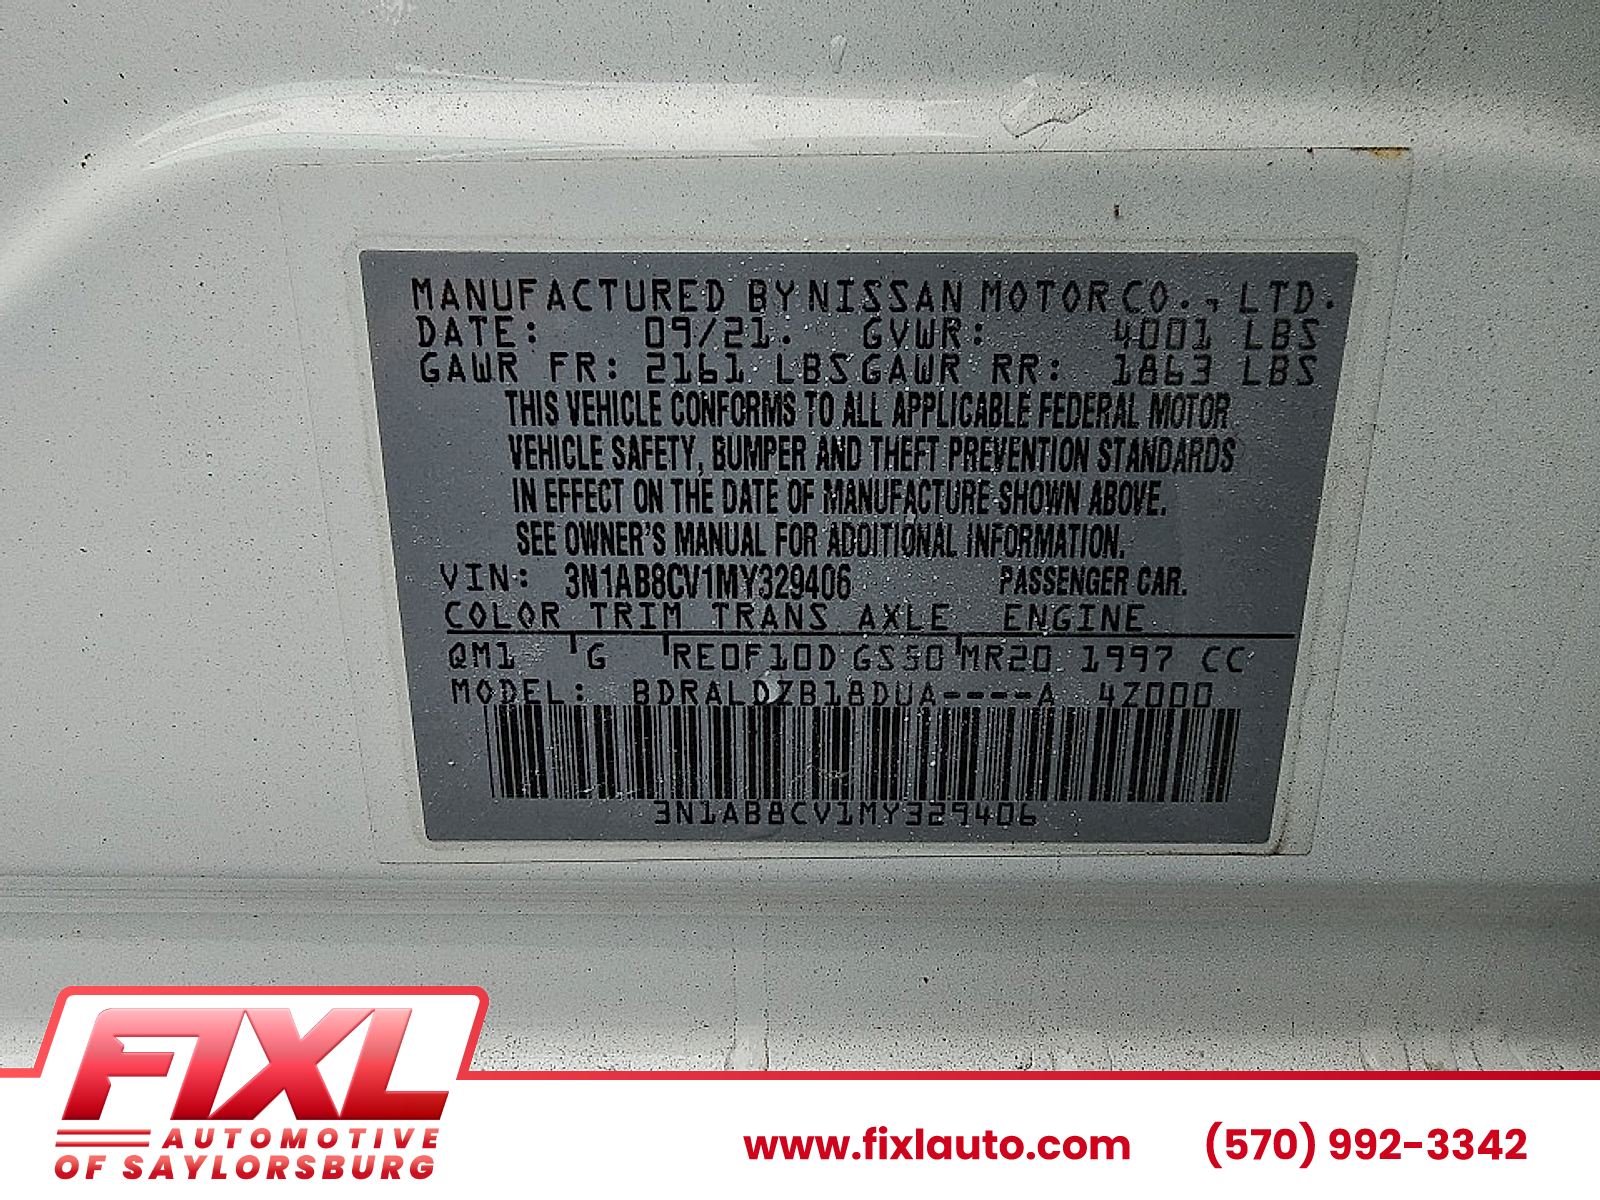 MANUFACTURED BY NISSAN MOTOR CO., LTD.
DATE: 09/21. GVWR: 4001 LBS
GAWR FR: 2161 LBS GAWR RR: 1863 LBS
THIS VEHICLE CONFORMS TO ALL APPLICABLE FEDERAL MOTOR
VEHICLE SAFETY, BUMPER AND THEFT PREVENTION STANDARDS
IN EFFECT ON THE DATE OF MANUFACTURE SHOWN ABOVE.
SEE OWNER'S MANUAL FOR ADDITIONAL INFORMATION.
VIN: 3N1AB8CV1MY329406 PASSENGER CAR.
COLOR TRIM TRANS AXLE ENGINE
QM1 G RE0F10D GS50 MR20 1997 CC
MODEL: BDRALDZB18DUA----A 4Z000
3N1AB8CV1MY329406
FIXL
AUTOMOTIVE
OF SAYLORSBURG
www.fixlauto.com (570) 992-3342